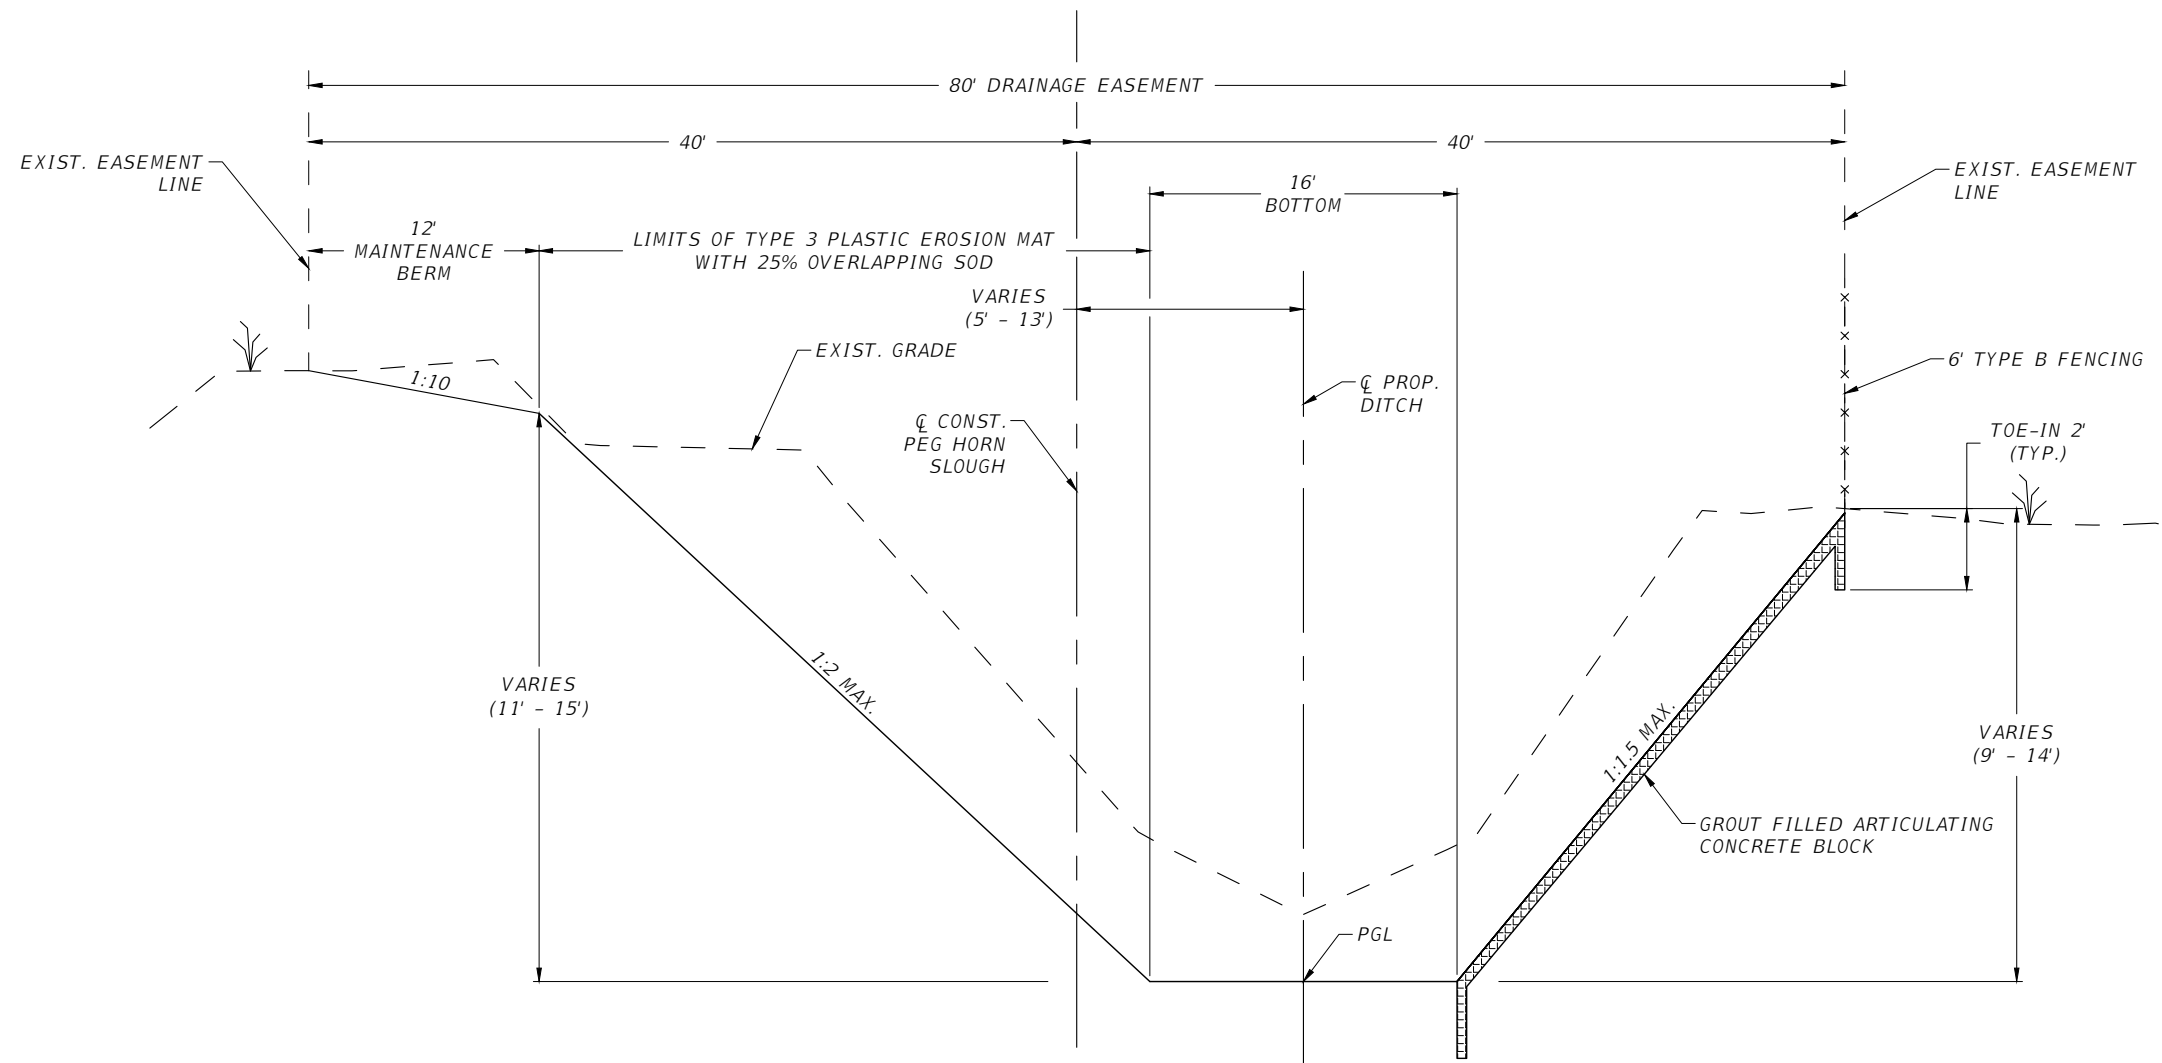 80' DRAINAGE EASEMENT
40'
40'
EXIST. EASEMENT
LINE
EXIST. EASEMENT
LINE
16'
BOTTOM
12'
MAINTENANCE
BERM
LIMITS OF TYPE 3 PLASTIC EROSION MAT
WITH 25% OVERLAPPING SOD
VARIES
(5' - 13')
EXIST. GRADE
1:10
6' TYPE B FENCING
℄ PROP.
DITCH
℄ CONST.
PEG HORN
SLOUGH
TOE-IN 2'
(TYP.)
1:2 MAX.
VARIES
(11' - 15')
1:1.5 MAX.
VARIES
(9' - 14')
GROUT FILLED ARTICULATING
CONCRETE BLOCK
PGL